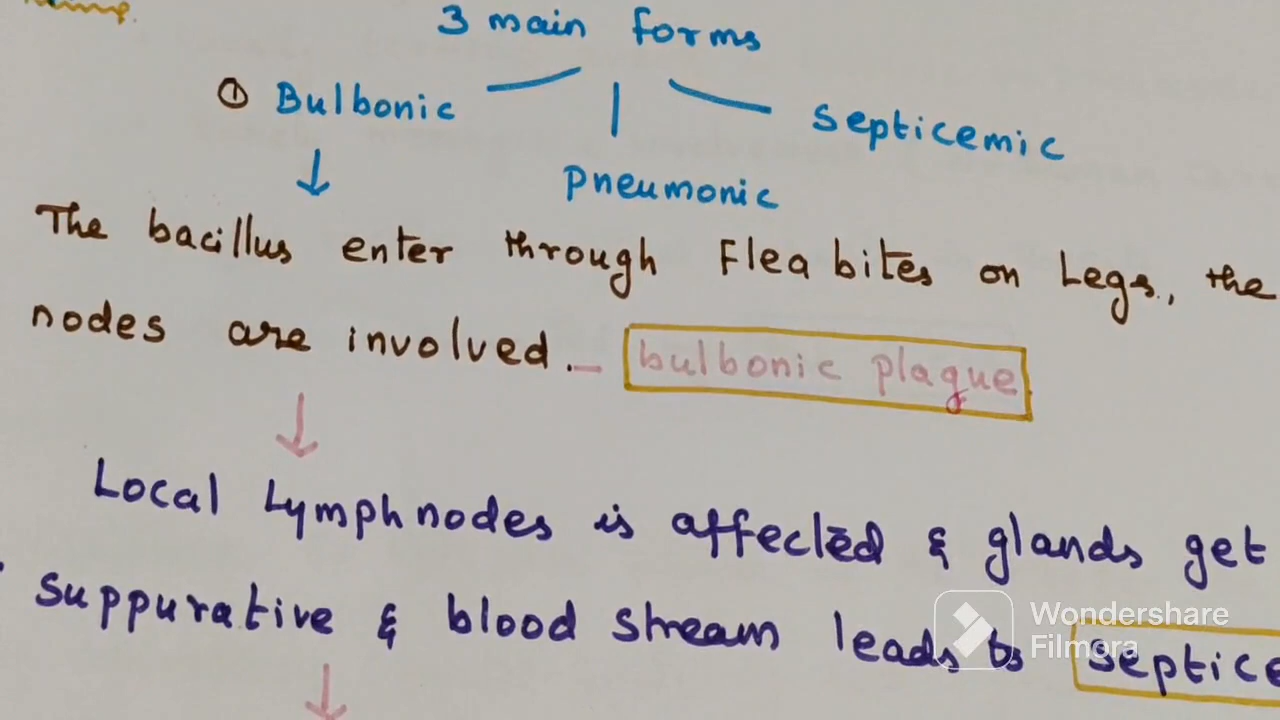 3 main forms
① Bulbonic
Septicemic
Pneumonic
The bacillus enter through Flea bites on Legs, the
nodes are involved. bulbonic plague
Local Lymphnodes is affected & glands get
suppurative & blood stream leads to septice
Wondershare
Filmora